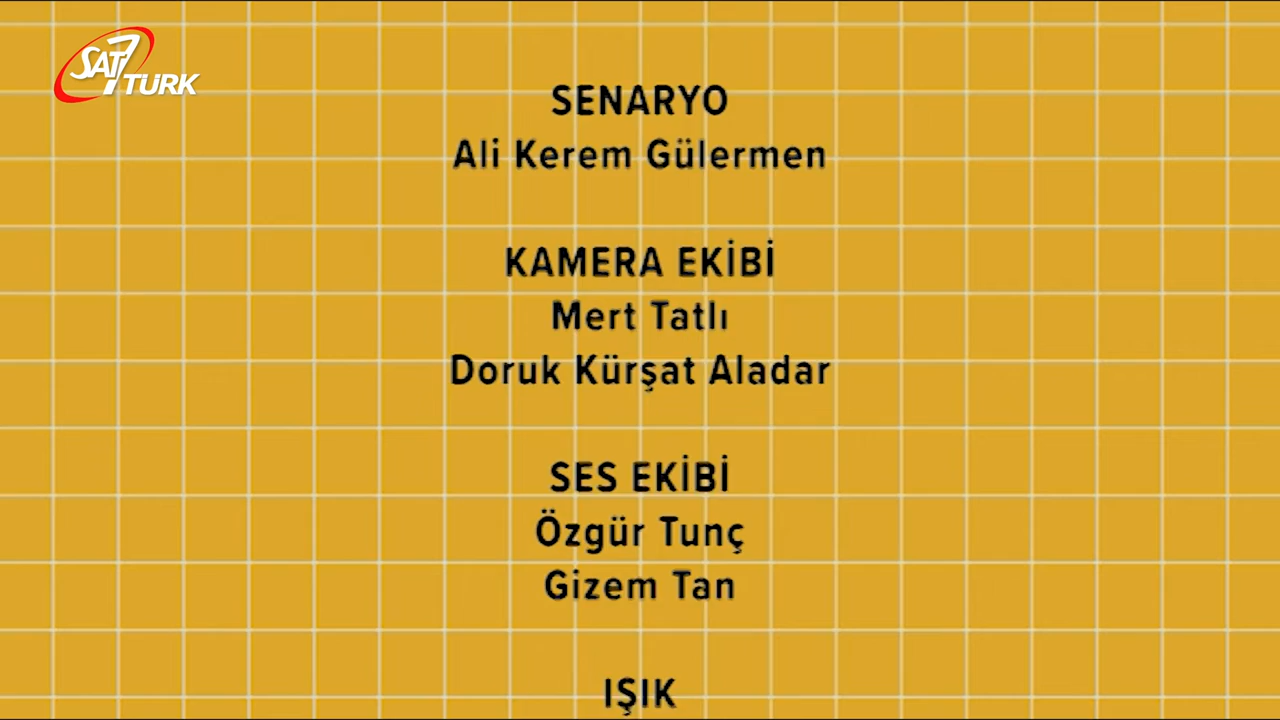 SAT7 TÜRK
SENARYO
Ali Kerem Gülermen
KAMERA EKİBİ
Mert Tatlı
Doruk Kürşat Aladar
SES EKİBİ
Özgür Tunç
Gizem Tan
IŞIK